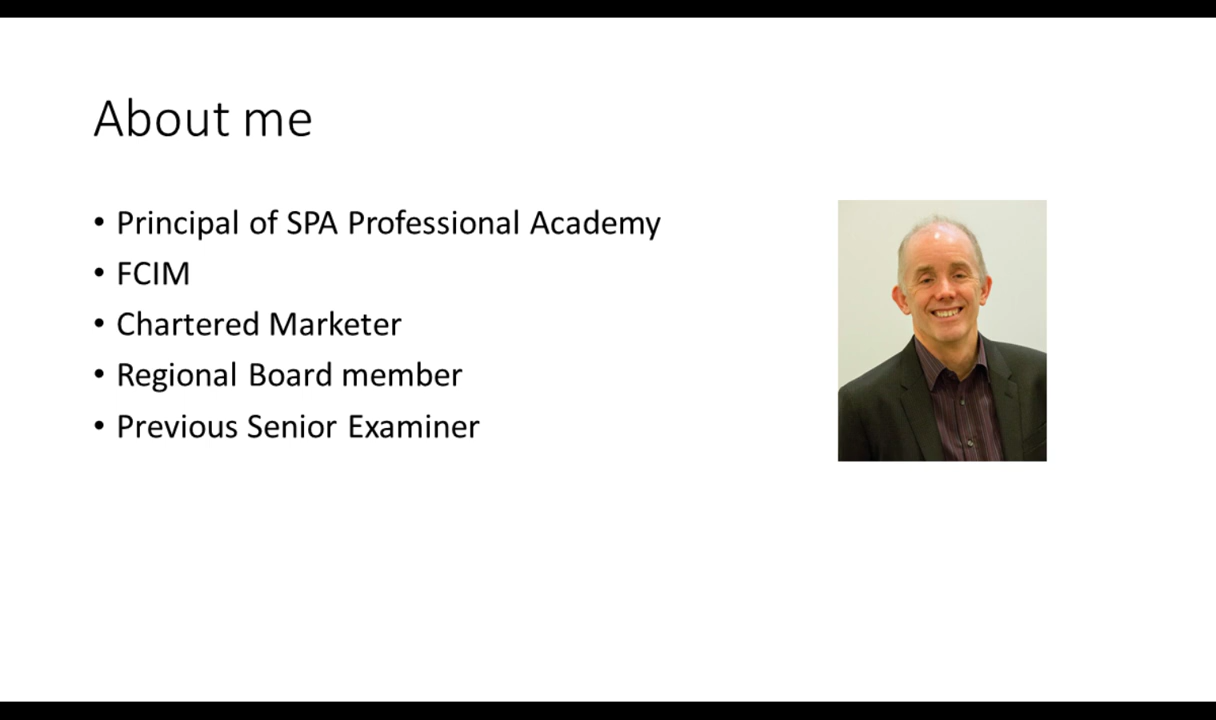 About me
• Principal of SPA Professional Academy
• FCIM
• Chartered Marketer
• Regional Board member
• Previous Senior Examiner